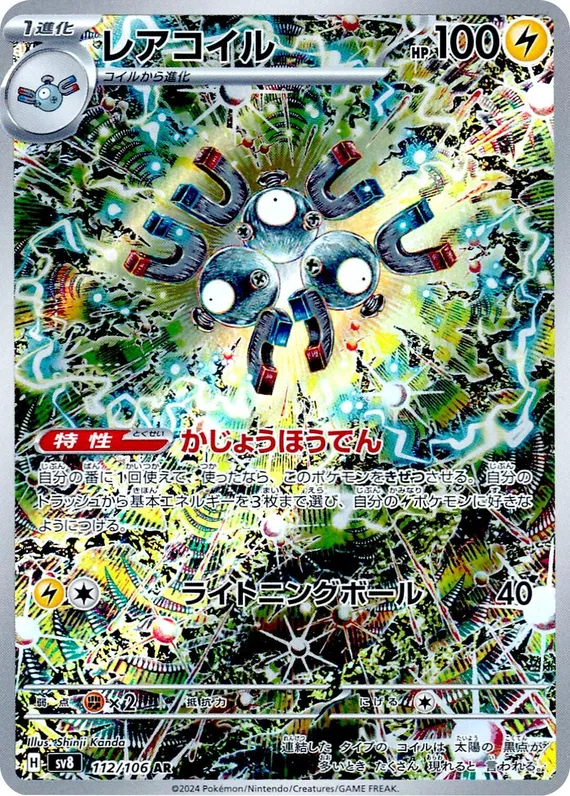 1進化
レアコイル
HP100
コイルから進化
特性 とくせい かじょうほうでん
自分の番に1回使えて、使ったなら、このポケモンをきぜつさせる。自分の
トラッシュから基本エネルギーを3枚まで選び、自分のポケモンに好きな
ようにつける。
ライトニングボール 40
弱点 ×2 抵抗力 にげる
Illus. Shinji Kanda
連結した タイプの コイルは 太陽の 黒点が
H sv8 112/106 AR
多いとき たくさん 現れると 言われる。
©2024 Pokémon/Nintendo/Creatures/GAME FREAK.